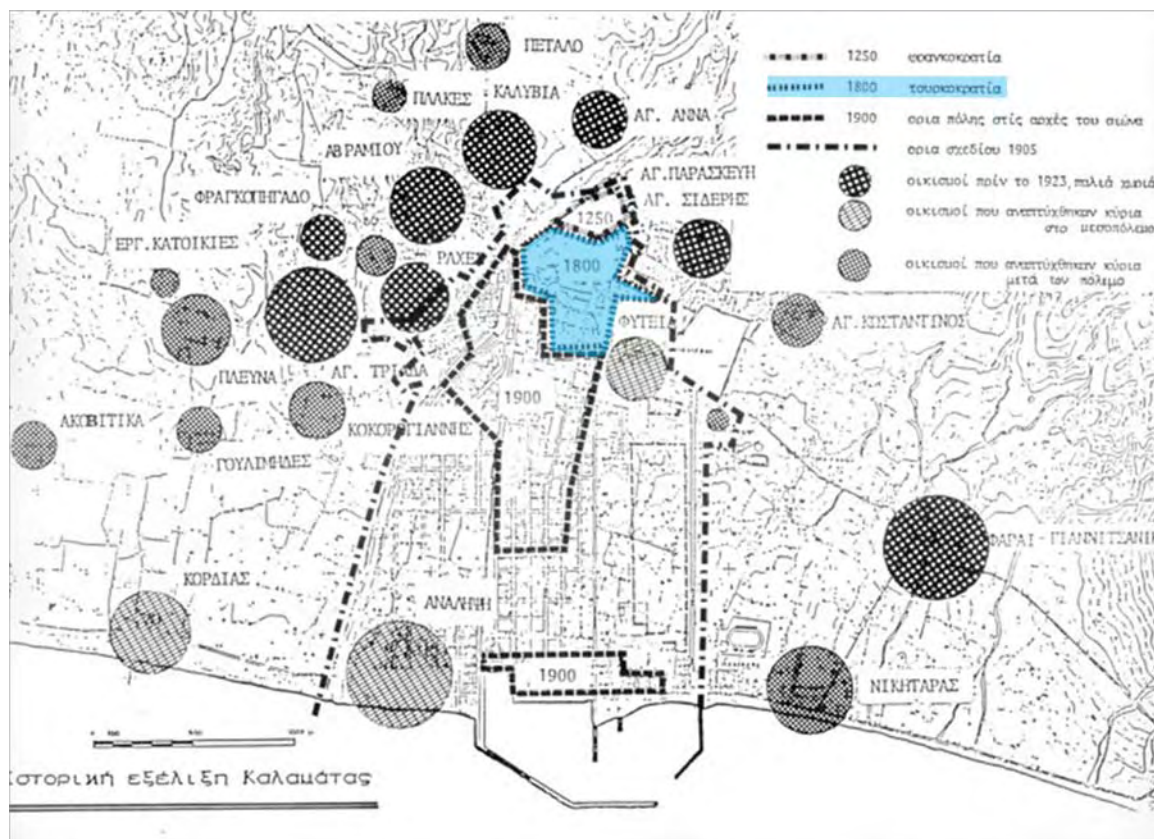 ΠΕΤΑΛΟ
ΠΛΑΚΕΣ
ΚΑΛΥΒΙΑ
ΑΓ. ΑΝΝΑ
ΑΒΡΑΜΙΟΥ
ΑΓ.ΠΑΡΑΣΚΕΥΗ
ΑΓ. ΣΙΔΕΡΗΣ
ΦΡΑΓΚΟΠΗΓΑΔΟ
1250
ΕΡΓ.ΚΑΤΟΙΚΙΕΣ
ΡΑΧΕΣ
1800
ΦΥΤΕΙΑ
ΑΓ.ΚΩΣΤΑΝΤΙΝΟΣ
ΠΛΕΥΝΑ
ΑΓ. ΤΡΙΑΔΑ
1900
ΑΚΟΒΙΤΙΚΑ
ΚΟΚΟΡΟΓΙΑΝΝΗΣ
ΓΟΥΛΙΜΗΔΕΣ
ΦΑΡΑΙ-ΓΙΑΝΝΙΤΣΑΝΙΚ
ΚΟΡΔΙΑΣ
ΑΝΑΛΗΨΗ
1900
ΝΙΚΗΤΑΡΑΣ
1250 φραγκοκρατία
1800 τουρκοκρατία
1900 ορια πόλης στίς αρχές του αιώνα
ορια σχεδίου 1905
οικισμοί πρίν το 1923, παλιά χωριά
οικισμοί που αναπτύχθηκαν κύρια
στο μεσοπόλεμο
οικισμοί που αναπτύχθηκαν κύρια
μετά τον πόλεμο
ιστορική εξέλιξη Καλαμάτας